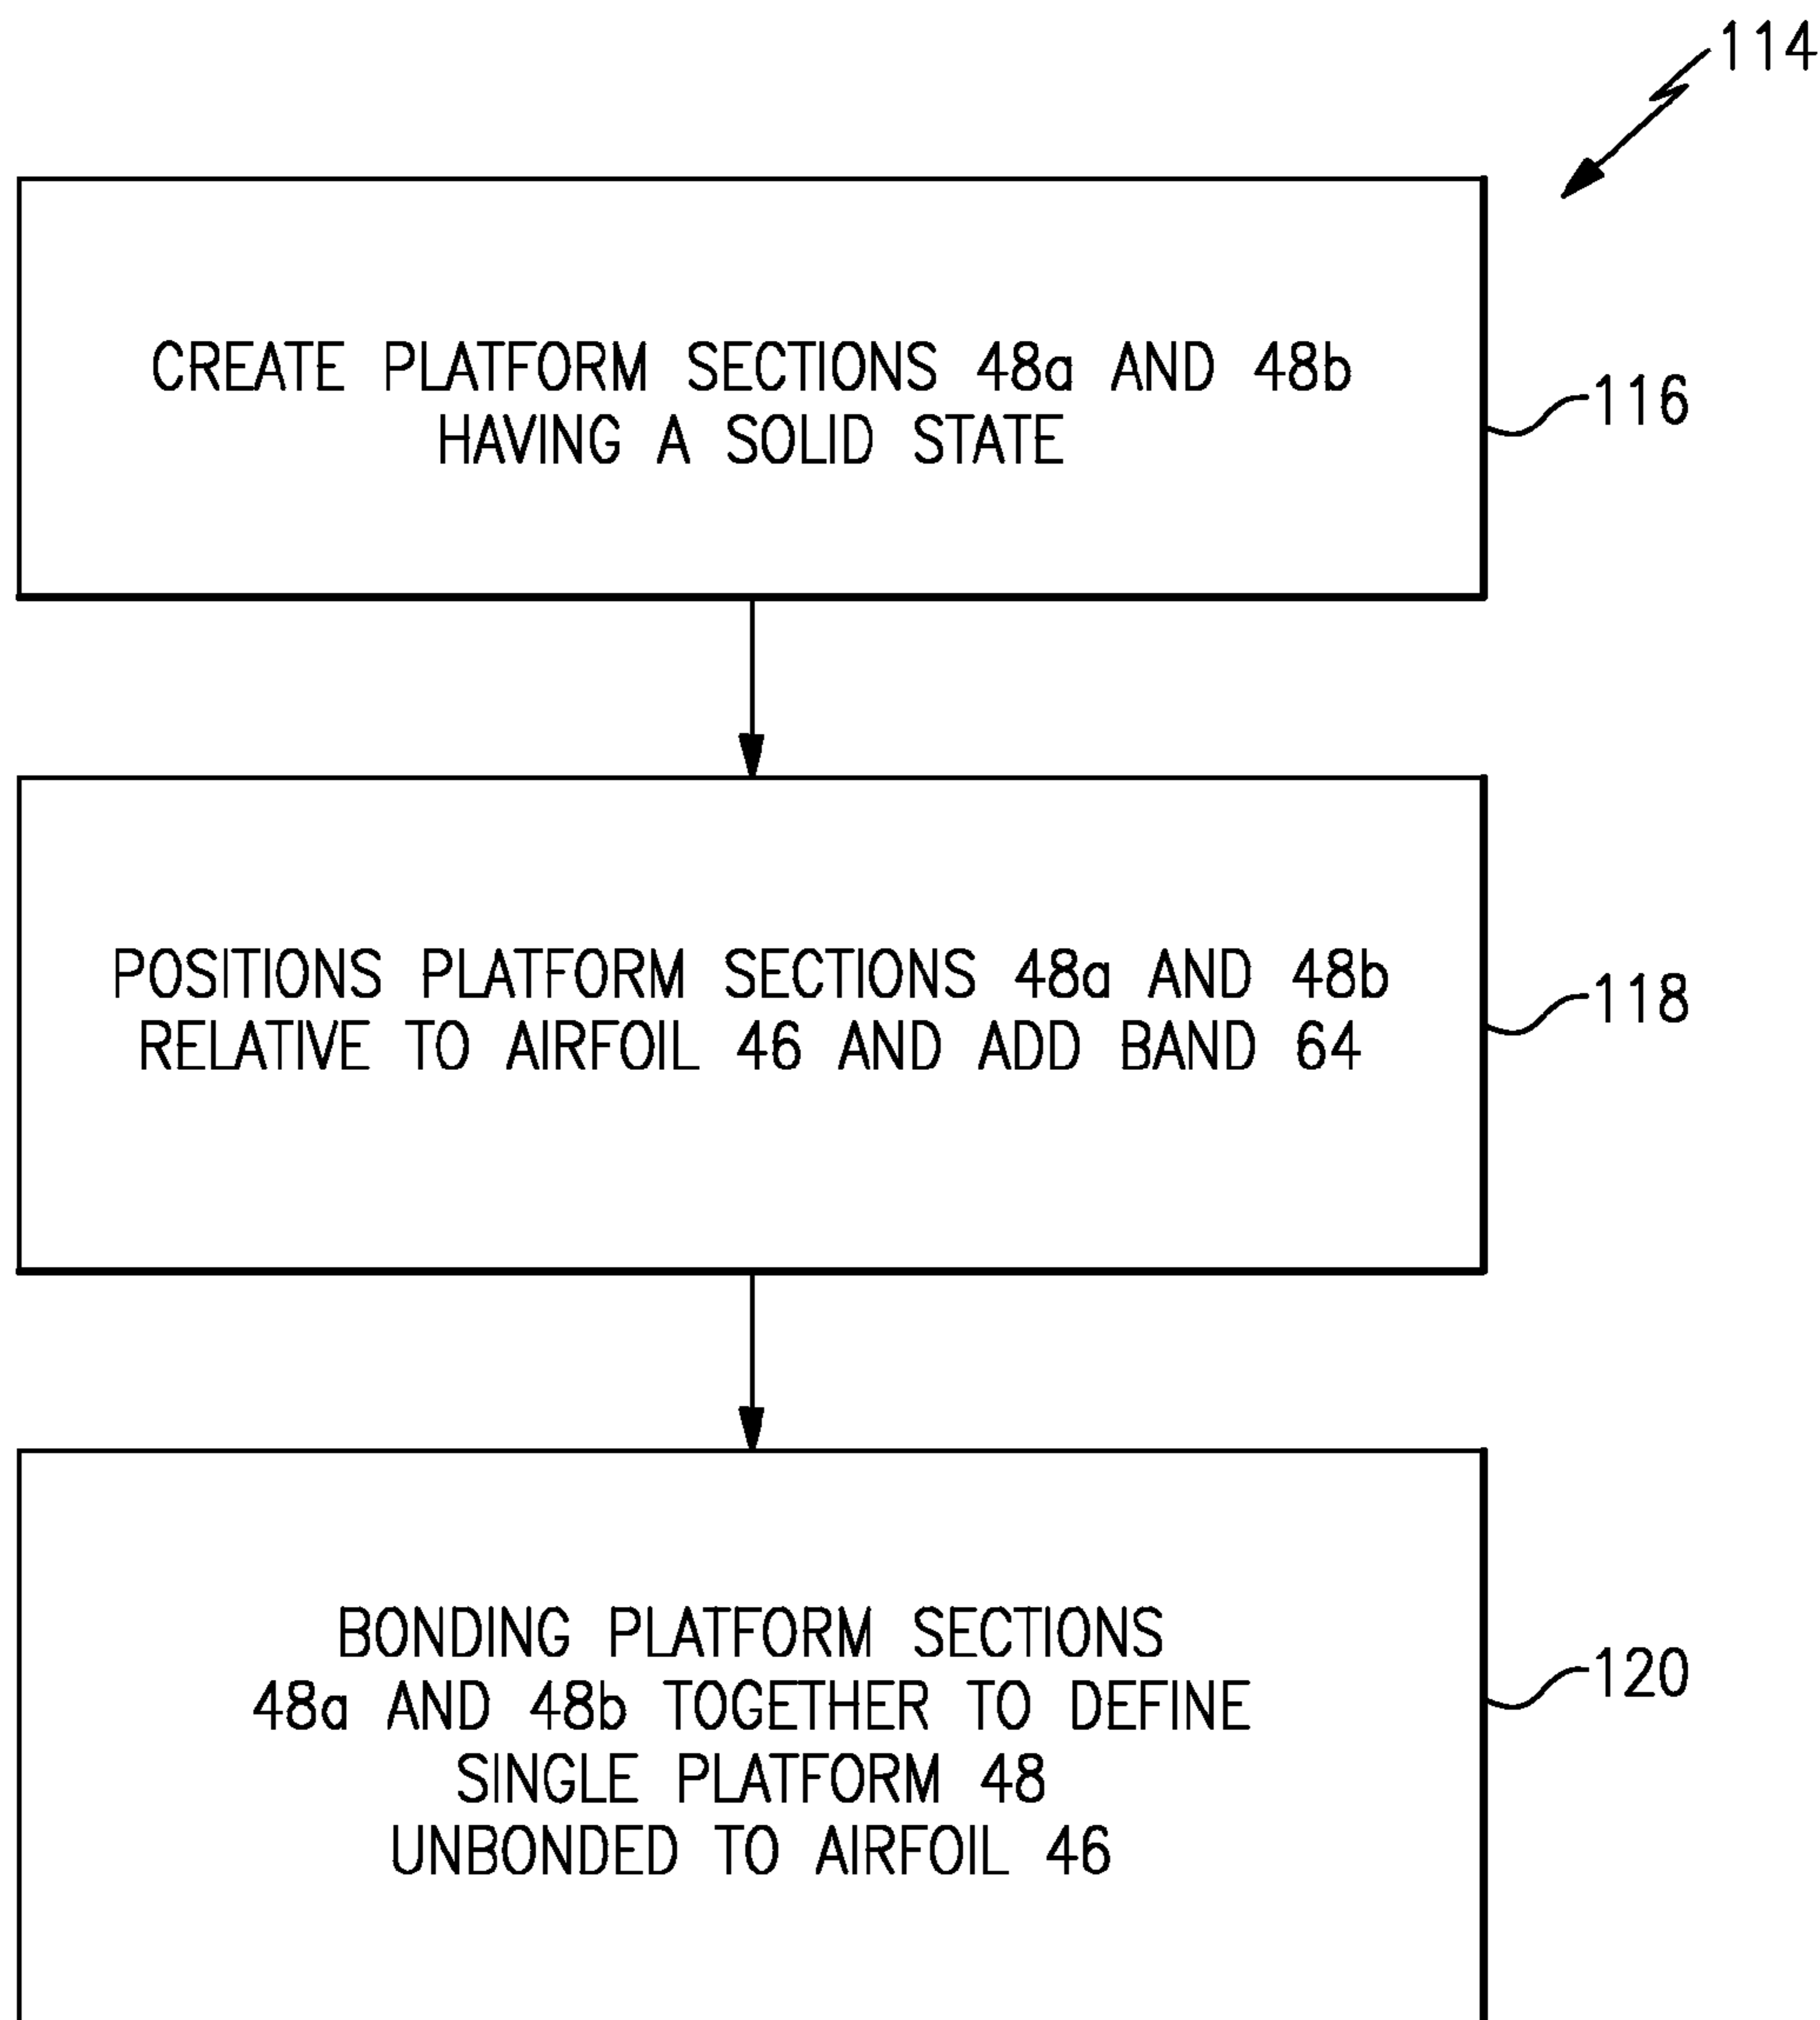 114
CREATE PLATFORM SECTIONS 48a AND 48b
HAVING A SOLID STATE
116
POSITIONS PLATFORM SECTIONS 48a AND 48b
RELATIVE TO AIRFOIL 46 AND ADD BAND 64
118
BONDING PLATFORM SECTIONS
48a AND 48b TOGETHER TO DEFINE
SINGLE PLATFORM 48
UNBONDED TO AIRFOIL 46
120